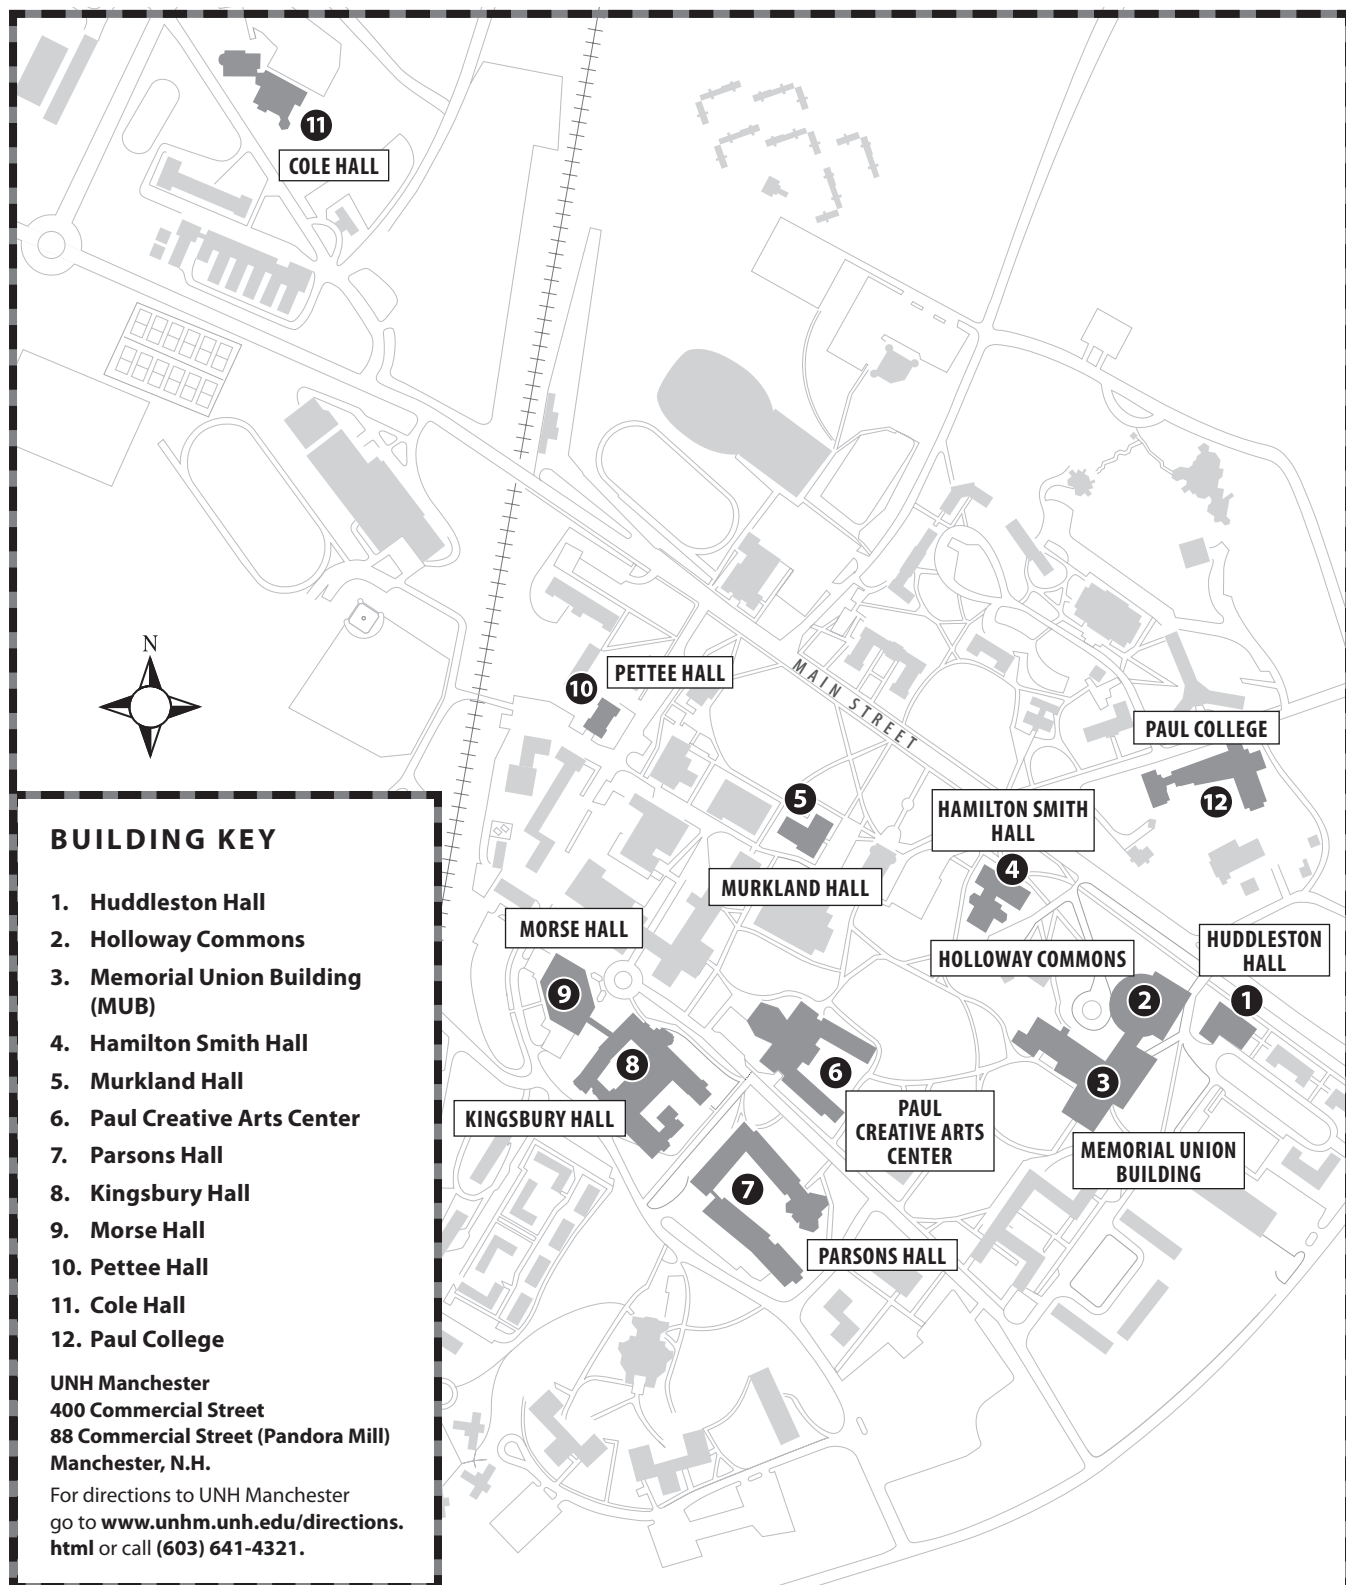 11
COLE HALL
N
PETTEE HALL
10
MAIN STREET
PAUL COLLEGE
12
5
HAMILTON SMITH
HALL
4
MURKLAND HALL
MORSE HALL
9
HOLLOWAY COMMONS
2
HUDDLESTON
HALL
1
8
KINGSBURY HALL
6
PAUL
CREATIVE ARTS
CENTER
3
MEMORIAL UNION
BUILDING
7
PARSONS HALL
BUILDING KEY
1. Huddleston Hall
2. Holloway Commons
3. Memorial Union Building
(MUB)
4. Hamilton Smith Hall
5. Murkland Hall
6. Paul Creative Arts Center
7. Parsons Hall
8. Kingsbury Hall
9. Morse Hall
10. Pettee Hall
11. Cole Hall
12. Paul College
UNH Manchester
400 Commercial Street
88 Commercial Street (Pandora Mill)
Manchester, N.H.
For directions to UNH Manchester
go to www.unhm.unh.edu/directions.
html or call (603) 641-4321.